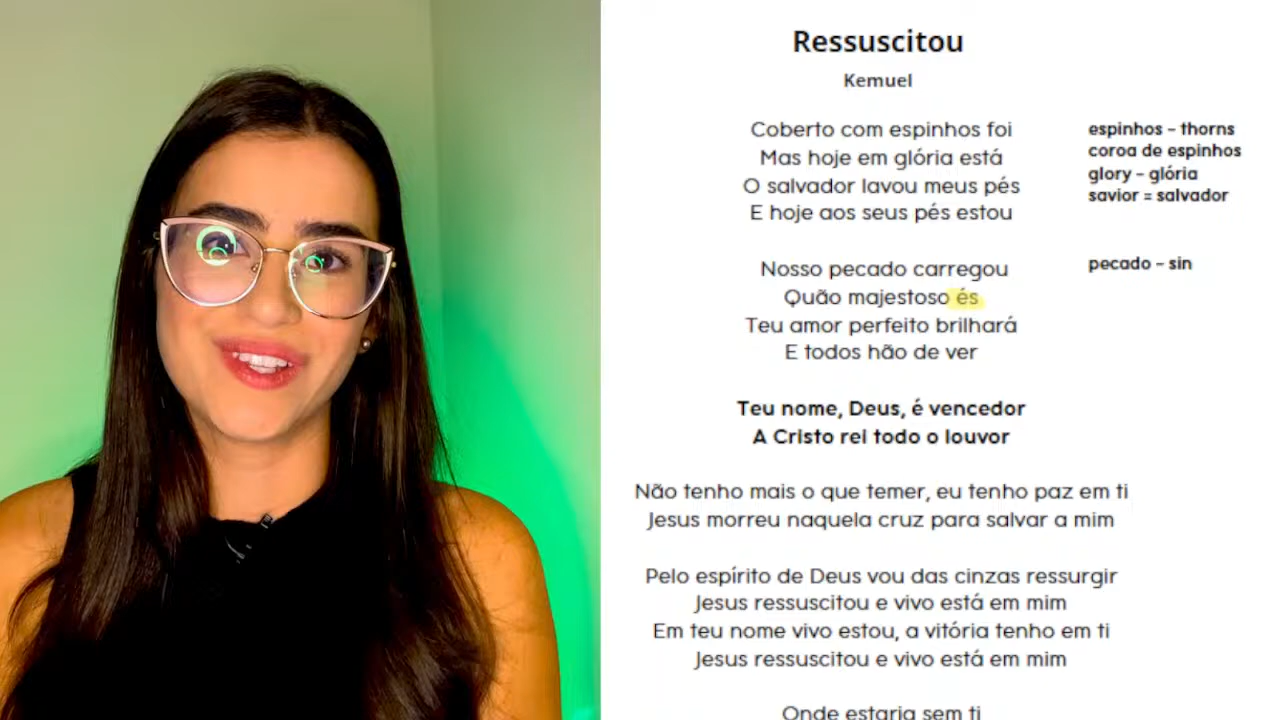 Ressuscitou
Kemuel
Coberto com espinhos foi
Mas hoje em glória está
O salvador lavou meus pés
E hoje aos seus pés estou
espinhos – thorns
coroa de espinhos
glory – glória
savior = salvador
Nosso pecado carregou
Quão majestoso és
Teu amor perfeito brilhará
E todos hão de ver
pecado – sin
Teu nome, Deus, é vencedor
A Cristo rei todo o louvor
Não tenho mais o que temer, eu tenho paz em ti
Jesus morreu naquela cruz para salvar a mim
Pelo espírito de Deus vou das cinzas ressurgir
Jesus ressuscitou e vivo está em mim
Em teu nome vivo estou, a vitória tenho em ti
Jesus ressuscitou e vivo está em mim
Onde estaria sem ti